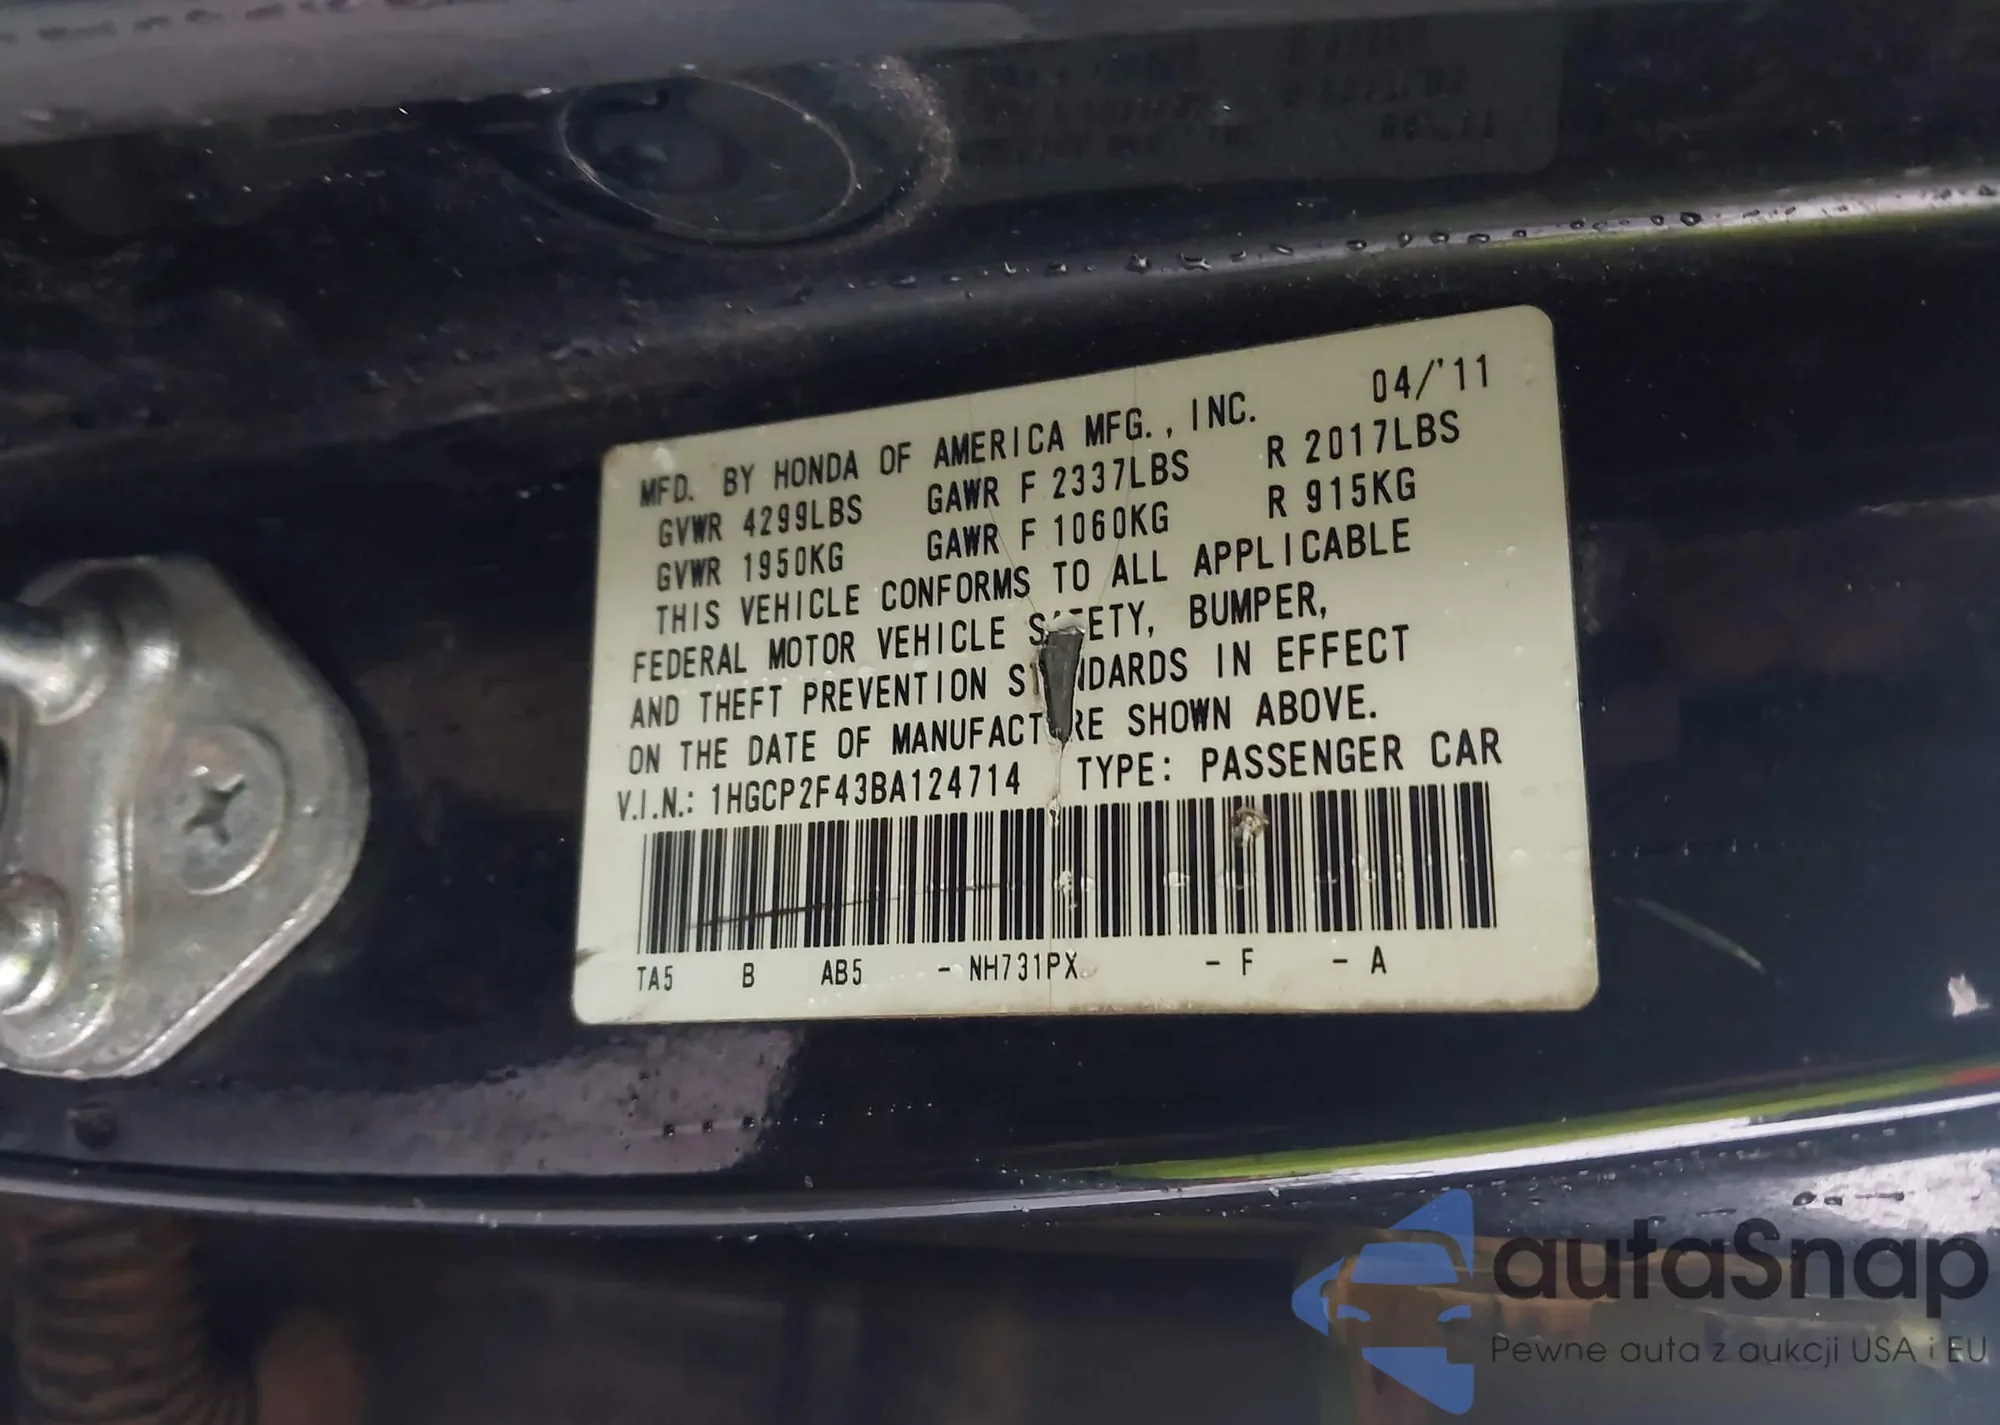 MFD. BY HONDA OF AMERICA MFG., INC. 04/'11
GVWR 4299LBS GAWR F 2337LBS R 2017LBS
GVWR 1950KG GAWR F 1060KG R 915KG
THIS VEHICLE CONFORMS TO ALL APPLICABLE
FEDERAL MOTOR VEHICLE SAFETY, BUMPER,
AND THEFT PREVENTION STANDARDS IN EFFECT
ON THE DATE OF MANUFACTURE SHOWN ABOVE.
V.I.N.: 1HGCP2F43BA124714 TYPE: PASSENGER CAR
TA5 B AB5 - NH731PX - F - A
autaSnap
Pewne auta z aukcji USA i EU